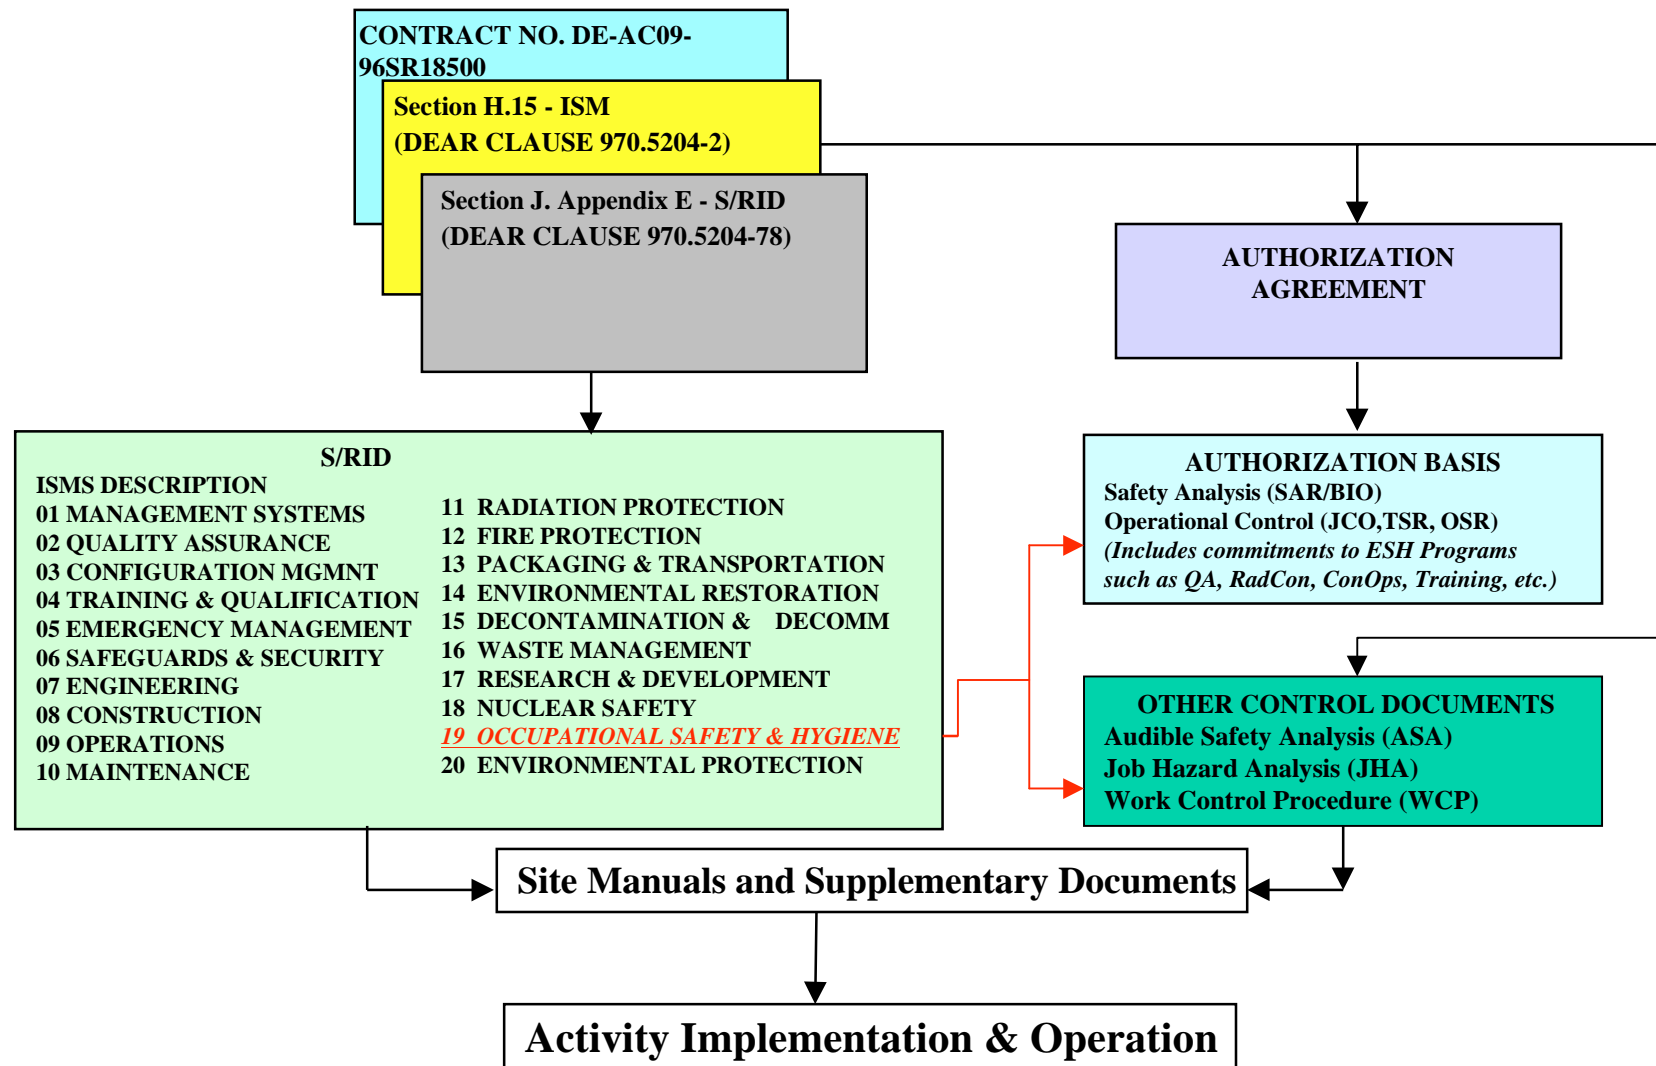 CONTRACT NO. DE-AC09-
96SR18500
Section H.15 - ISM
(DEAR CLAUSE 970.5204-2)
Section J. Appendix E - S/RID
(DEAR CLAUSE 970.5204-78)
AUTHORIZATION
AGREEMENT
S/RID
ISMS DESCRIPTION
01 MANAGEMENT SYSTEMS
02 QUALITY ASSURANCE
03 CONFIGURATION MGMNT
04 TRAINING & QUALIFICATION
05 EMERGENCY MANAGEMENT
06 SAFEGUARDS & SECURITY
07 ENGINEERING
08 CONSTRUCTION
09 OPERATIONS
10 MAINTENANCE
11 RADIATION PROTECTION
12 FIRE PROTECTION
13 PACKAGING & TRANSPORTATION
14 ENVIRONMENTAL RESTORATION
15 DECONTAMINATION & DECOMM
16 WASTE MANAGEMENT
17 RESEARCH & DEVELOPMENT
18 NUCLEAR SAFETY
19 OCCUPATIONAL SAFETY & HYGIENE
20 ENVIRONMENTAL PROTECTION
AUTHORIZATION BASIS
Safety Analysis (SAR/BIO)
Operational Control (JCO,TSR, OSR)
(Includes commitments to ESH Programs
such as QA, RadCon, ConOps, Training, etc.)
OTHER CONTROL DOCUMENTS
Audible Safety Analysis (ASA)
Job Hazard Analysis (JHA)
Work Control Procedure (WCP)
Site Manuals and Supplementary Documents
Activity Implementation & Operation